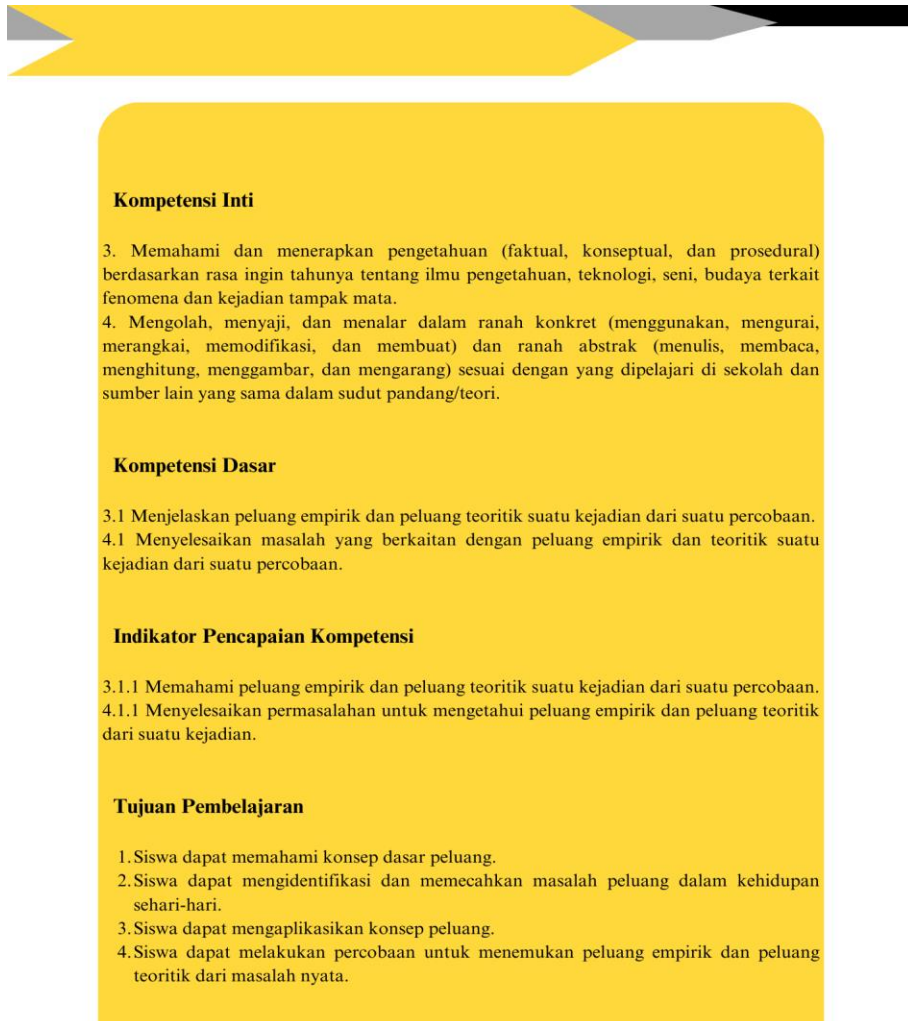 Kompetensi Inti
3. Memahami dan menerapkan pengetahuan (faktual, konseptual, dan prosedural)
berdasarkan rasa ingin tahunya tentang ilmu pengetahuan, teknologi, seni, budaya terkait
fenomena dan kejadian tampak mata.
4. Mengolah, menyaji, dan menalar dalam ranah konkret (menggunakan, mengurai,
merangkai, memodifikasi, dan membuat) dan ranah abstrak (menulis, membaca,
menghitung, menggambar, dan mengarang) sesuai dengan yang dipelajari di sekolah dan
sumber lain yang sama dalam sudut pandang/teori.
Kompetensi Dasar
3.1 Menjelaskan peluang empirik dan peluang teoritik suatu kejadian dari suatu percobaan.
4.1 Menyelesaikan masalah yang berkaitan dengan peluang empirik dan teoritik suatu
kejadian dari suatu percobaan.
Indikator Pencapaian Kompetensi
3.1.1 Memahami peluang empirik dan peluang teoritik suatu kejadian dari suatu percobaan.
4.1.1 Menyelesaikan permasalahan untuk mengetahui peluang empirik dan peluang teoritik
dari suatu kejadian.
Tujuan Pembelajaran
1. Siswa dapat memahami konsep dasar peluang.
2. Siswa dapat mengidentifikasi dan memecahkan masalah peluang dalam kehidupan
sehari-hari.
3. Siswa dapat mengaplikasikan konsep peluang.
4. Siswa dapat melakukan percobaan untuk menemukan peluang empirik dan peluang
teoritik dari masalah nyata.